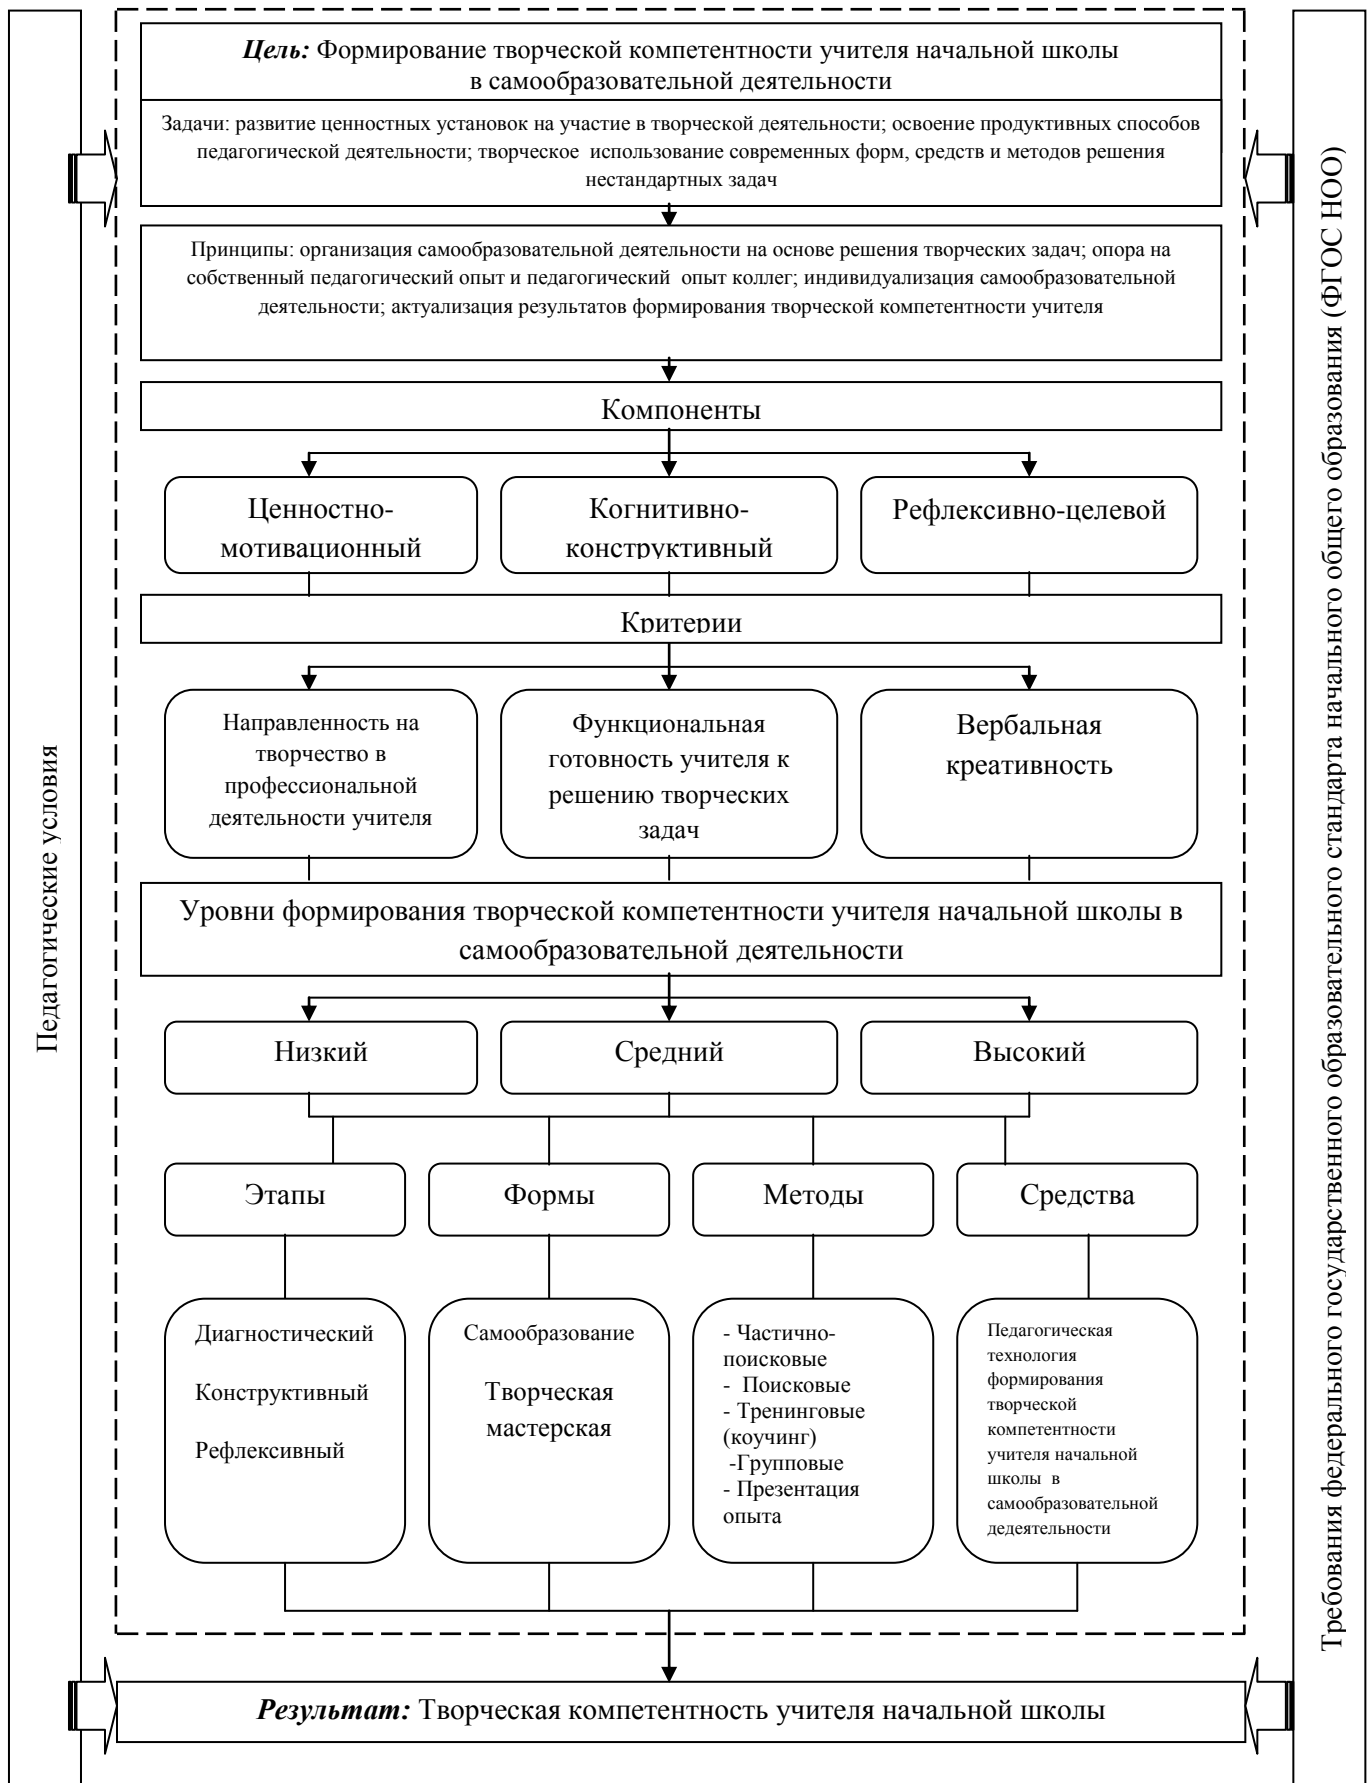 Цель: Формирование творческой компетентности учителя начальной школы
в самообразовательной деятельности
Задачи: развитие ценностных установок на участие в творческой деятельности; освоение продуктивных способов
педагогической деятельности; творческое использование современных форм, средств и методов решения
нестандартных задач
Принципы: организация самообразовательной деятельности на основе решения творческих задач; опора на
собственный педагогический опыт и педагогический опыт коллег; индивидуализация самообразовательной
деятельности; актуализация результатов формирования творческой компетентности учителя
Компоненты
Ценностно-
мотивационный
Когнитивно-
конструктивный
Рефлексивно-целевой
Критерии
Направленность на
творчество в
профессиональной
деятельности учителя
Функциональная
готовность учителя к
решению творческих
задач
Вербальная
креативность
Уровни формирования творческой компетентности учителя начальной школы в
самообразовательной деятельности
Низкий
Средний
Высокий
Этапы
Формы
Методы
Средства
Диагностический
Конструктивный
Рефлексивный
Самообразование
Творческая
мастерская
- Частично-
поисковые
- Поисковые
- Тренинговые
(коучинг)
-Групповые
- Презентация
опыта
Педагогическая
технология
формирования
творческой
компетентности
учителя начальной
школы в
самообразовательной
дедеятельности
Результат: Творческая компетентность учителя начальной школы
Педагогические условия
Требования федерального государственного образовательного стандарта начального общего образования (ФГОС НОО)